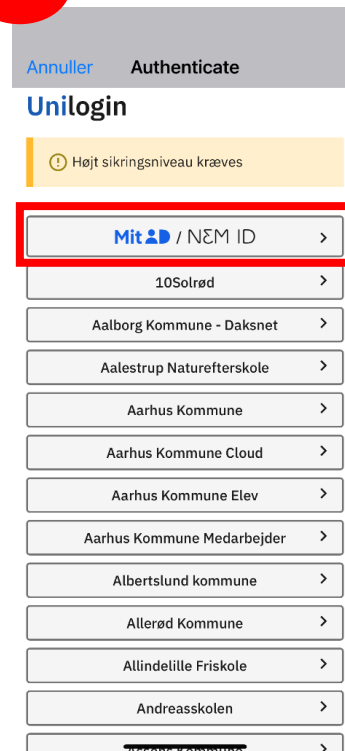 Annuller Authenticate
Unilogin
Højt sikringsniveau kræves
Mit ID / NEM ID
10Solrød
Aalborg Kommune - Daksnet
Aalestrup Naturefterskole
Aarhus Kommune
Aarhus Kommune Cloud
Aarhus Kommune Elev
Aarhus Kommune Medarbejder
Albertslund kommune
Allerød Kommune
Allindelille Friskole
Andreasskolen